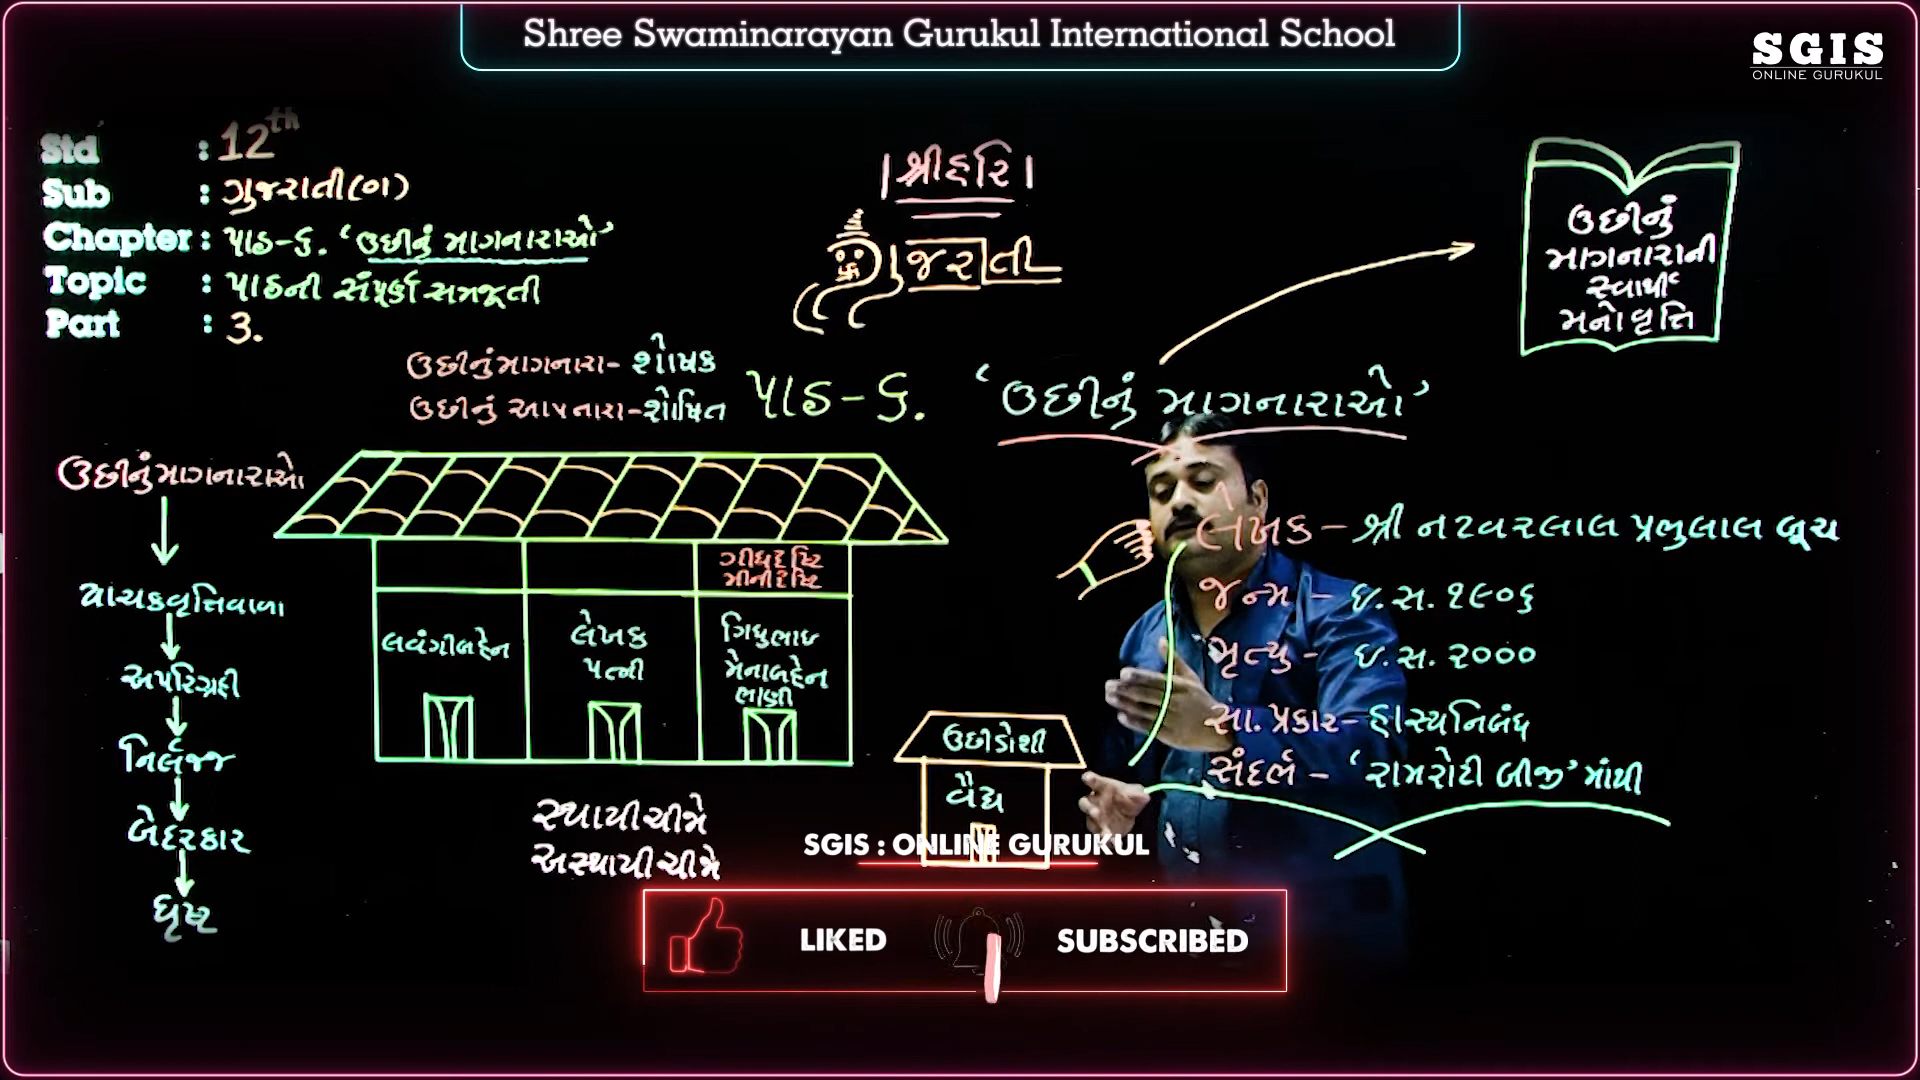 Shree Swaminarayan Gurukul International School
SGIS
ONLINE GURUKUL
Std : 12th
Sub : ગુજરાતી(૦૧)
Chapter : પાઠ-૬. ‘ઉછીનું માગનારાઓ’
Topic : પાઠની સંપૂર્ણ સમજૂતી
Part : 3.
|શ્રીહરિ|
ગુજરાતી
ઉછીનું
માગનારાની
સ્વાર્થી
મનોવૃત્તિ
ઉછીનુંમાગનારા- શોષક
ઉછીનું આપનારા-શોષિત
પાઠ-૬. ‘ઉછીનું માગનારાઓ’
ઉછીનુંમાગનારાઓ
યાચકવૃત્તિવાળા
અપરિગ્રહી
નિર્લજ્જ
બેદરકાર
ધૃષ્ટ
ગીધદૃષ્ટિ
મીનીદૃષ્ટિ
લવંગીબહેન
લેખક
પત્ની
ગિધુભાઇ
મેનાબહેન
ભાણી
ઉછીડોશી
વૈદ્ય
સ્થાયીચીજો
અસ્થાયીચીજો
લેખક - શ્રી નટવરલાલ પ્રભુલાલ બૂચ
જન્મ - ઇ.સ. ૧૯૦૬
મૃત્યુ - ઇ.સ. ૨૦૦૦
સા. પ્રકાર- હાસ્યનિબંધ
સંદર્ભ - ‘રામરોટી બીજી’માંથી
SGIS : ONLINE GURUKUL
LIKED
SUBSCRIBED